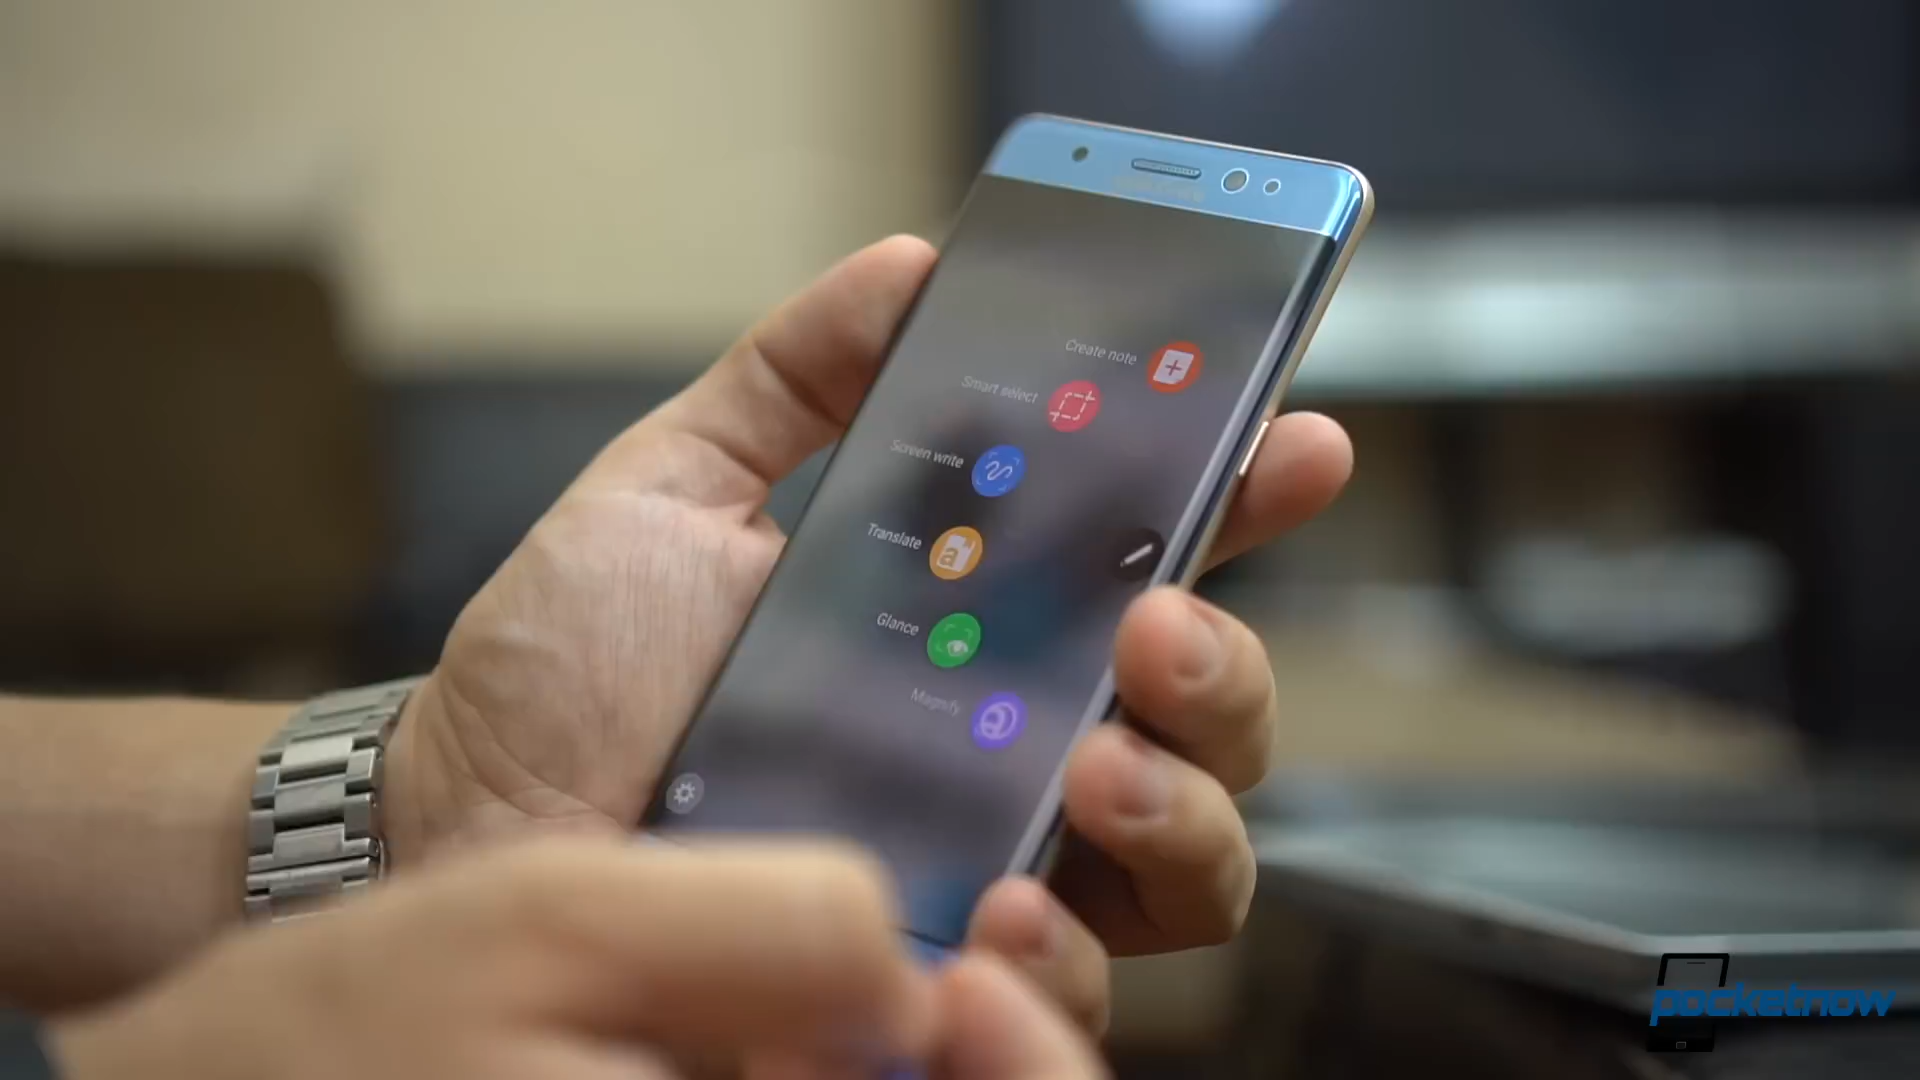 Create note
Smart select
Screen write
Translate
Glance
Magnify
pocketnow